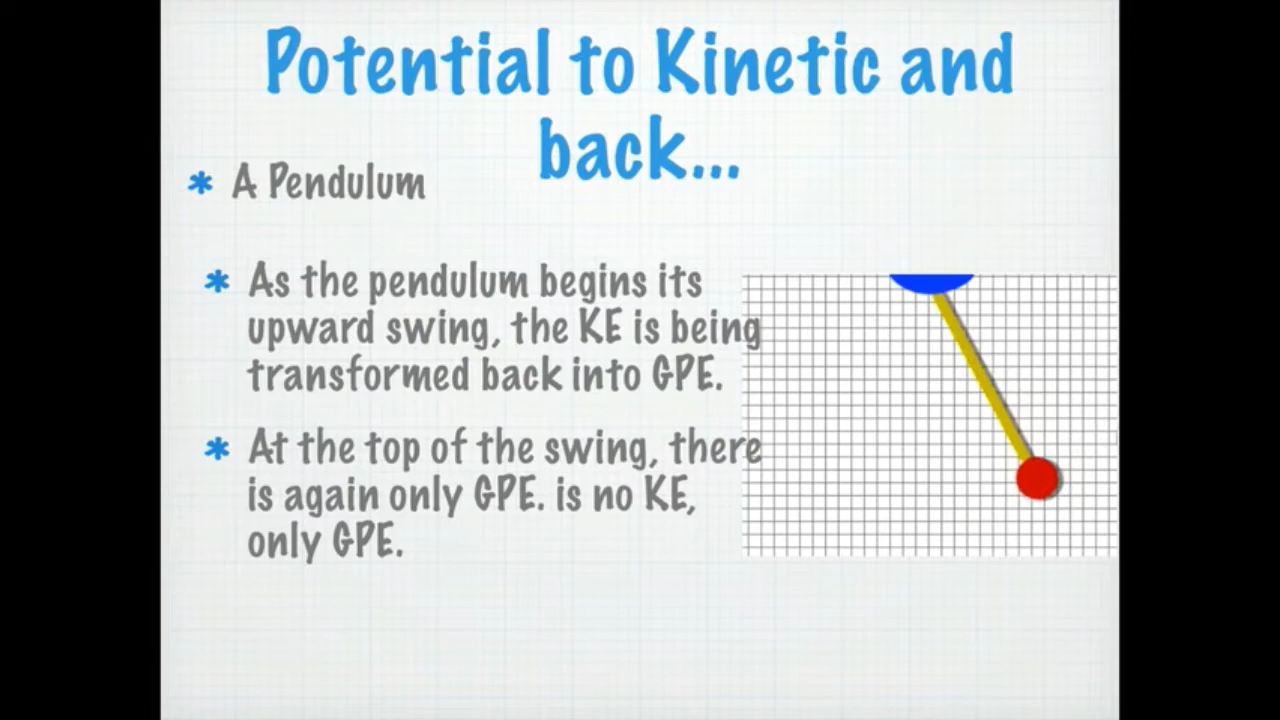 Potential to Kinetic and
back...
* A Pendulum
* As the pendulum begins its
upward swing, the KE is being
transformed back into GPE.
* At the top of the swing, there
is again only GPE. is no KE,
only GPE.